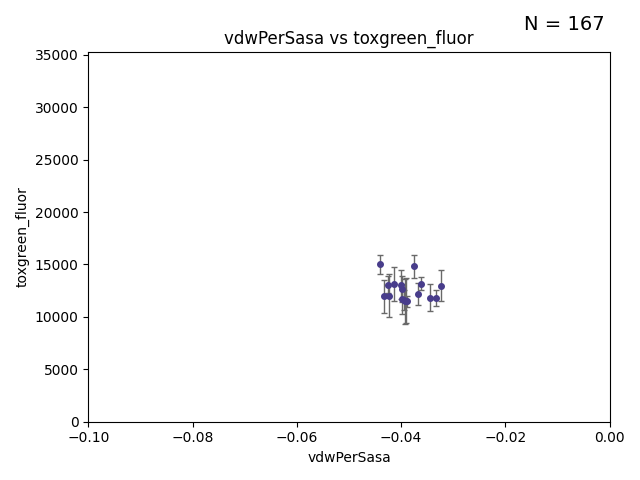 N = 167
vdwPerSasa vs toxgreen_fluor
35000
30000
25000
20000
15000
10000
5000
0
toxgreen_fluor
−0.10 −0.08 −0.06 −0.04 −0.02 0.00
vdwPerSasa